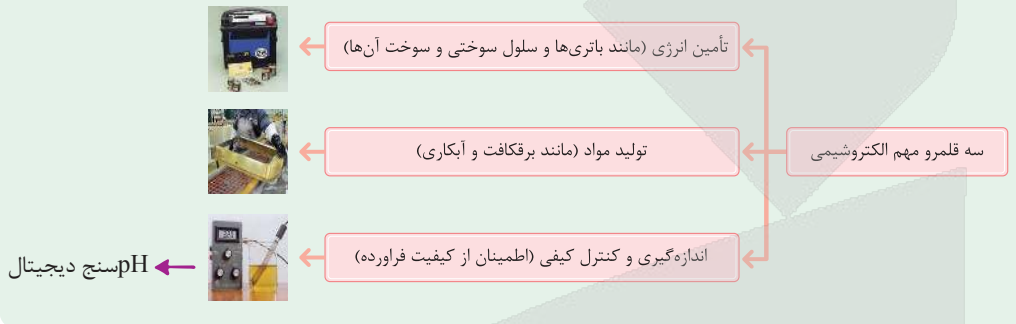 سه قلمرو مهم الکتروشیمی
تأمین انرژی (مانند باتری‌ها و سلول سوختی و سوخت آن‌ها)
تولید مواد (مانند برقکافت و آبکاری)
اندازه‌گیری و کنترل کیفی (اطمینان از کیفیت فراورده)
pHسنج دیجیتال